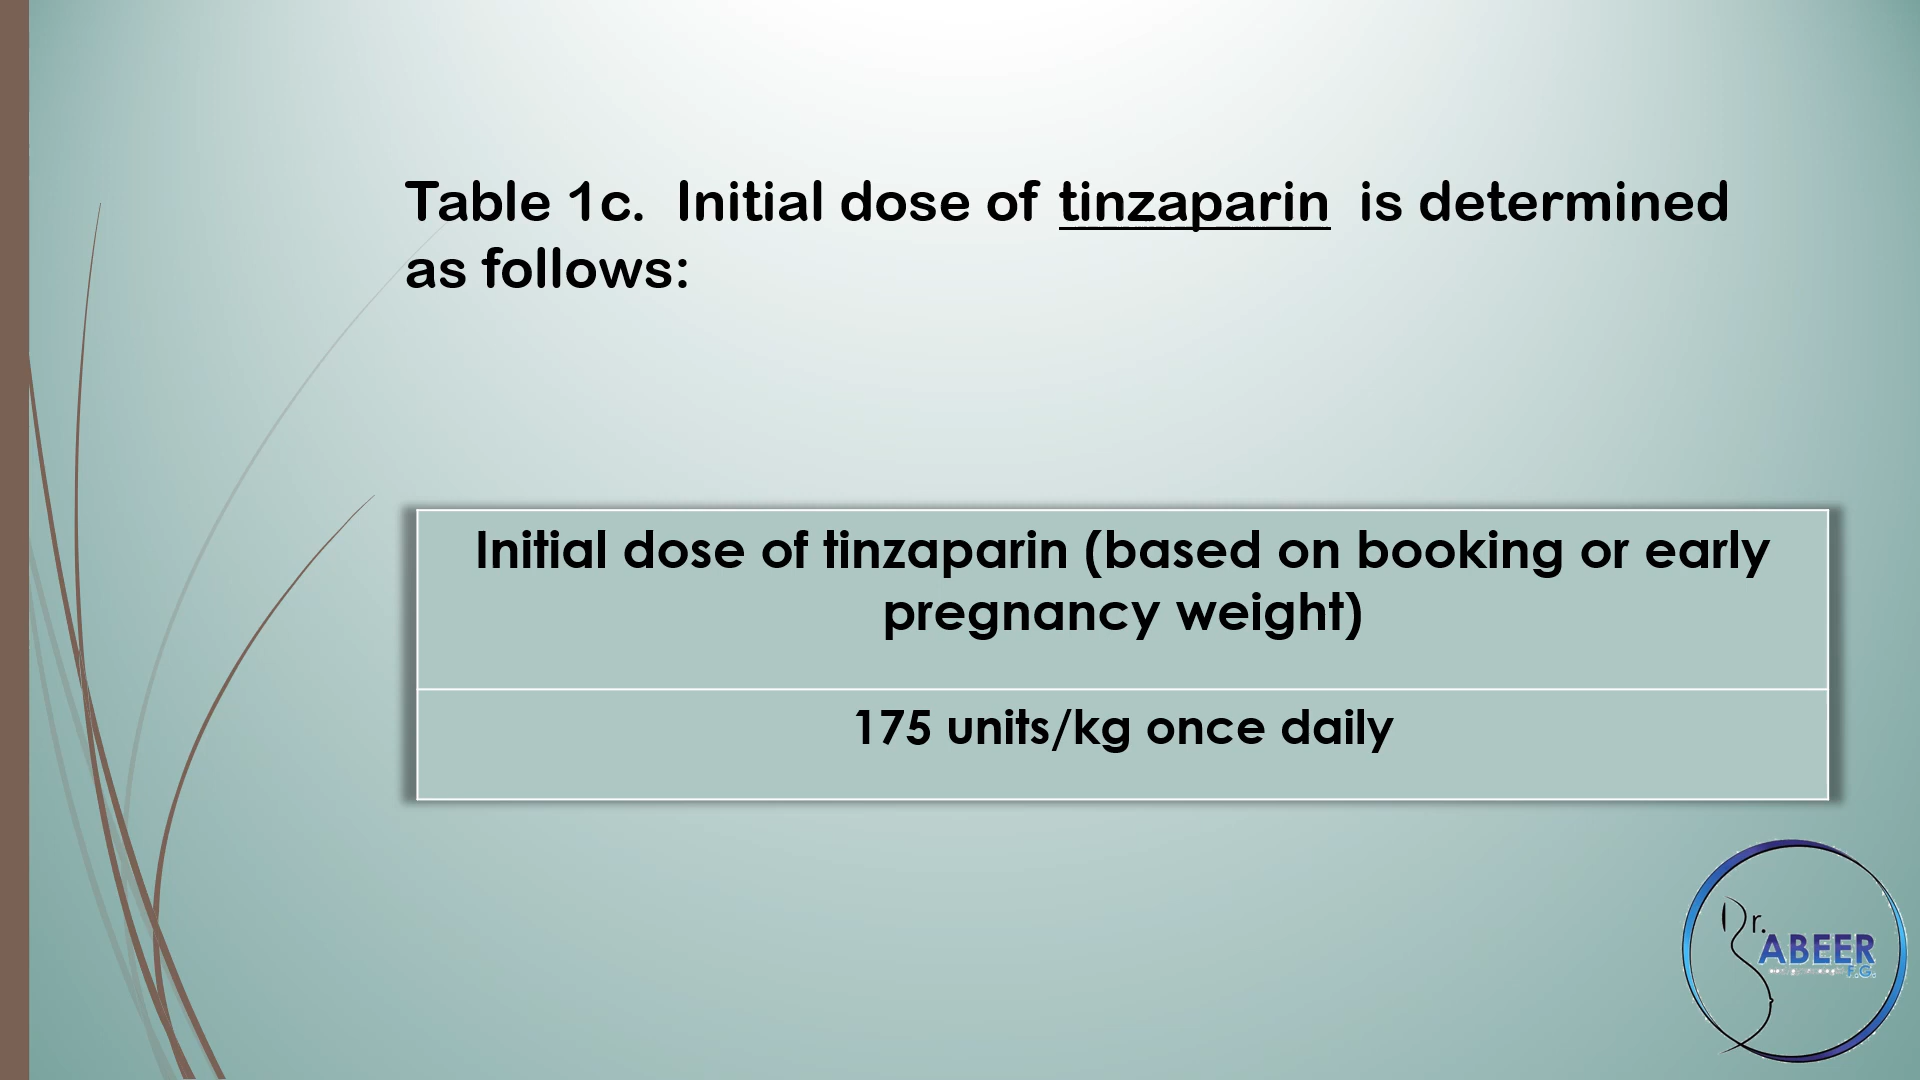 Table 1c.  Initial dose of tinzaparin  is determined
as follows:
Initial dose of tinzaparin (based on booking or early
pregnancy weight)
175 units/kg once daily
Dr.
ABEER
F.G.